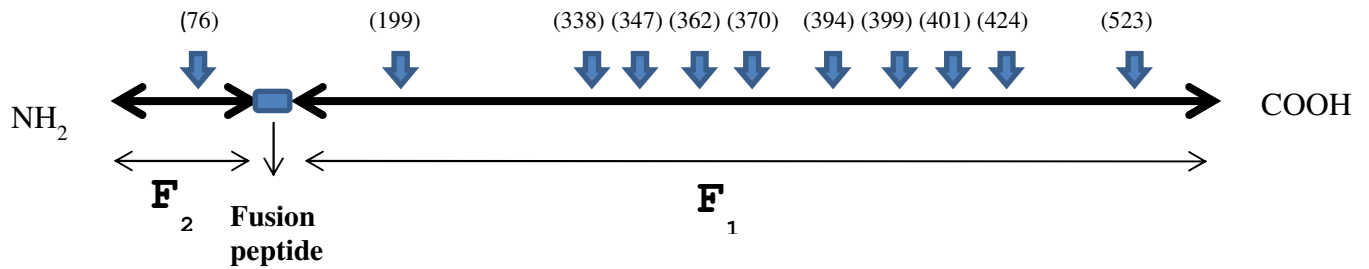 (76) (199) (338) (347) (362) (370) (394) (399) (401) (424) (523)
NH2 COOH
F2 F1
Fusion
peptide